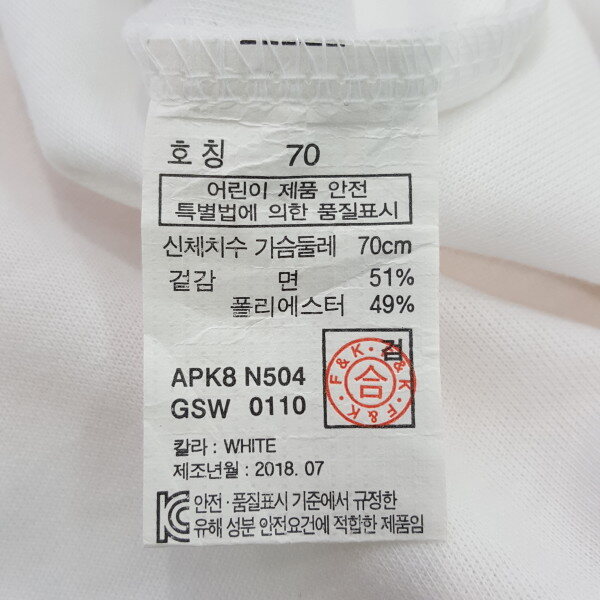 호칭 70
어린이 제품 안전
특별법에 의한 품질표시
신체치수 가슴둘레 70cm
겉감 면 51%
폴리에스터 49%
검
F & K · F & K · F & K ·
合
APK8 N504
GSW 0110
칼라 : WHITE
제조년월 : 2018. 07
안전 · 품질표시 기준에서 규정한
유해 성분 안전요건에 적합한 제품임